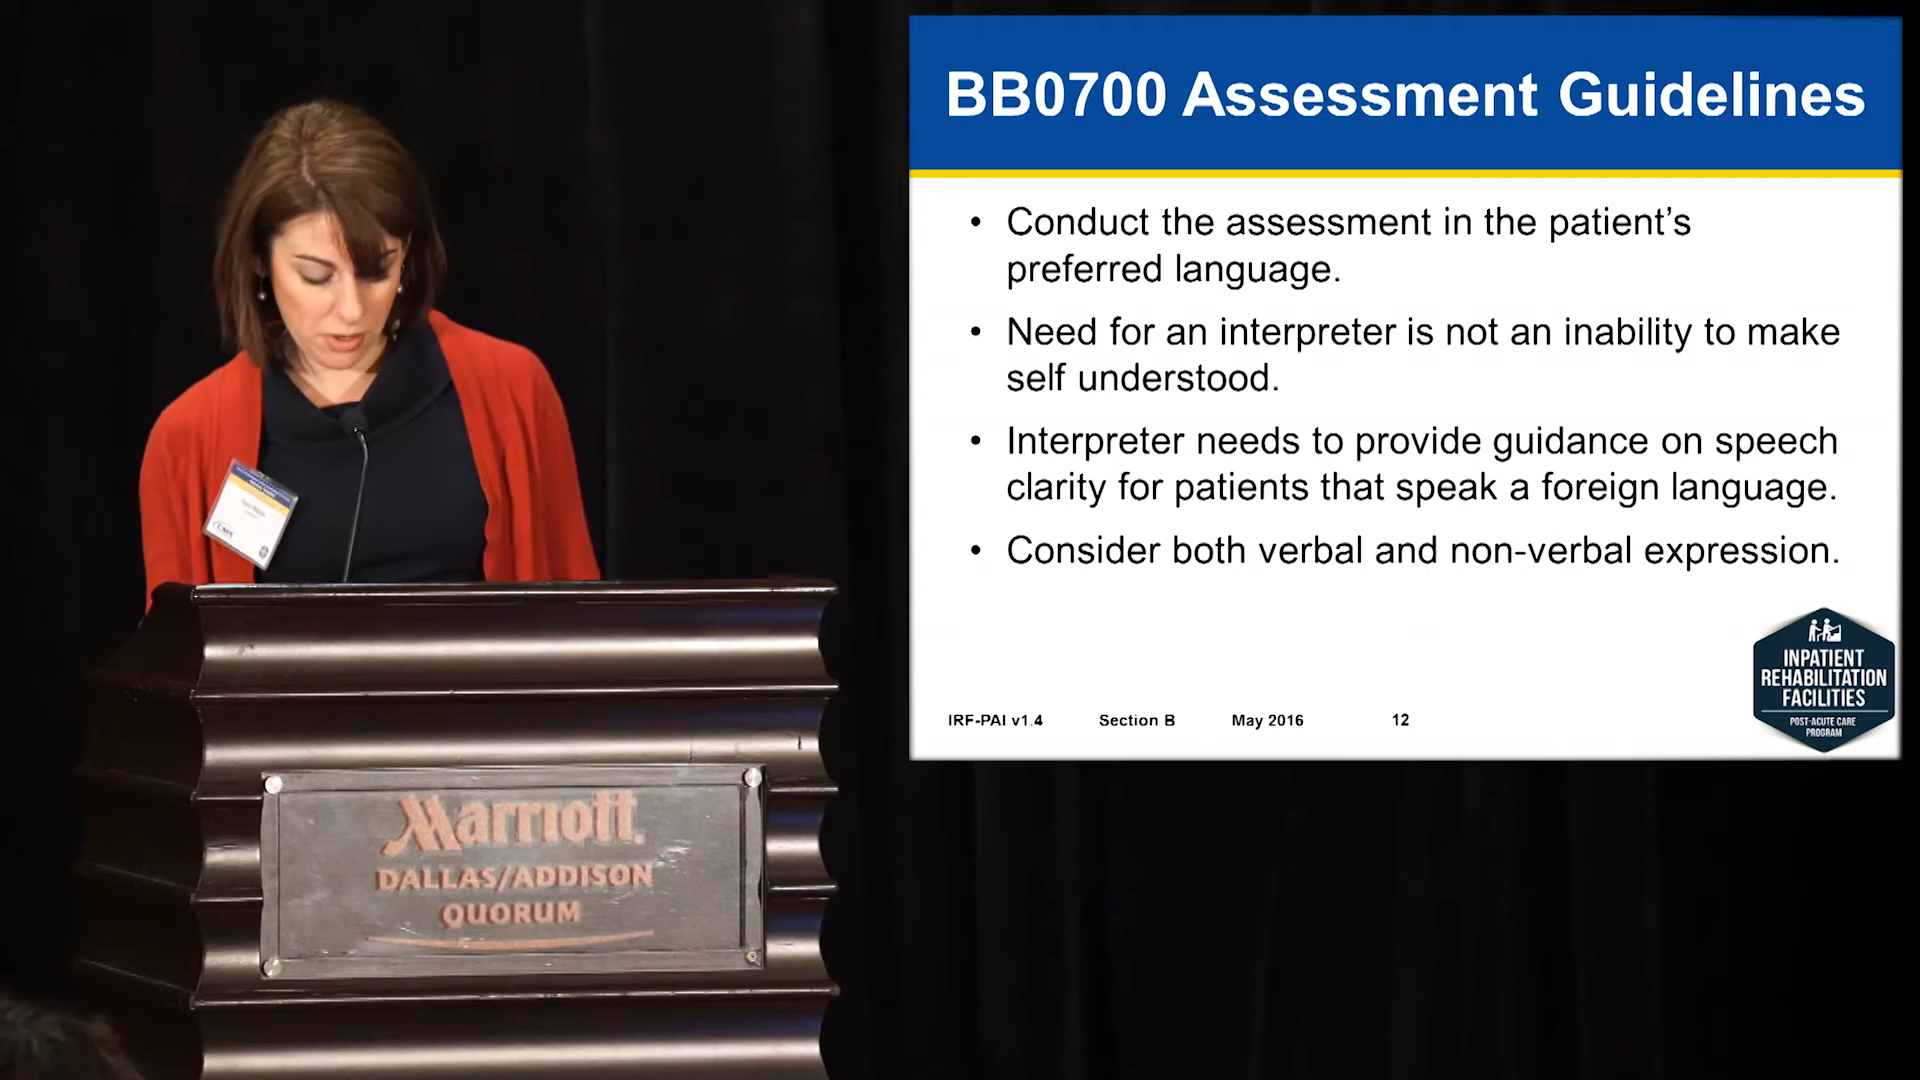 BB0700 Assessment Guidelines
• Conduct the assessment in the patient’s
preferred language.
• Need for an interpreter is not an inability to make
self understood.
• Interpreter needs to provide guidance on speech
clarity for patients that speak a foreign language.
• Consider both verbal and non-verbal expression.
INPATIENT
REHABILITATION
FACILITIES
POST-ACUTE CARE
PROGRAM
IRF-PAI v1.4 Section B May 2016 12
CMS
Marriott
DALLAS/ADDISON
QUORUM